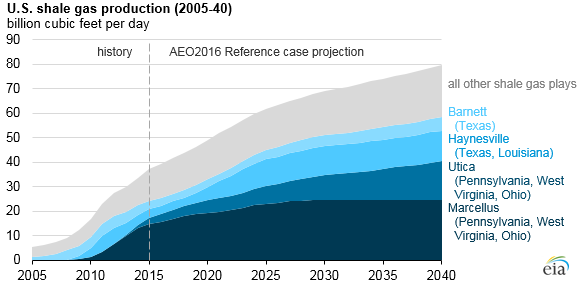 U.S. shale gas production (2005-40)
billion cubic feet per day
90
80
70
60
50
40
30
20
10
0
history
AEO2016 Reference case projection
2005
2010
2015
2020
2025
2030
2035
2040
all other shale gas plays
Barnett
(Texas)
Haynesville
(Texas, Louisiana)
Utica
(Pennsylvania, West
Virginia, Ohio)
Marcellus
(Pennsylvania, West
Virginia, Ohio)
eia